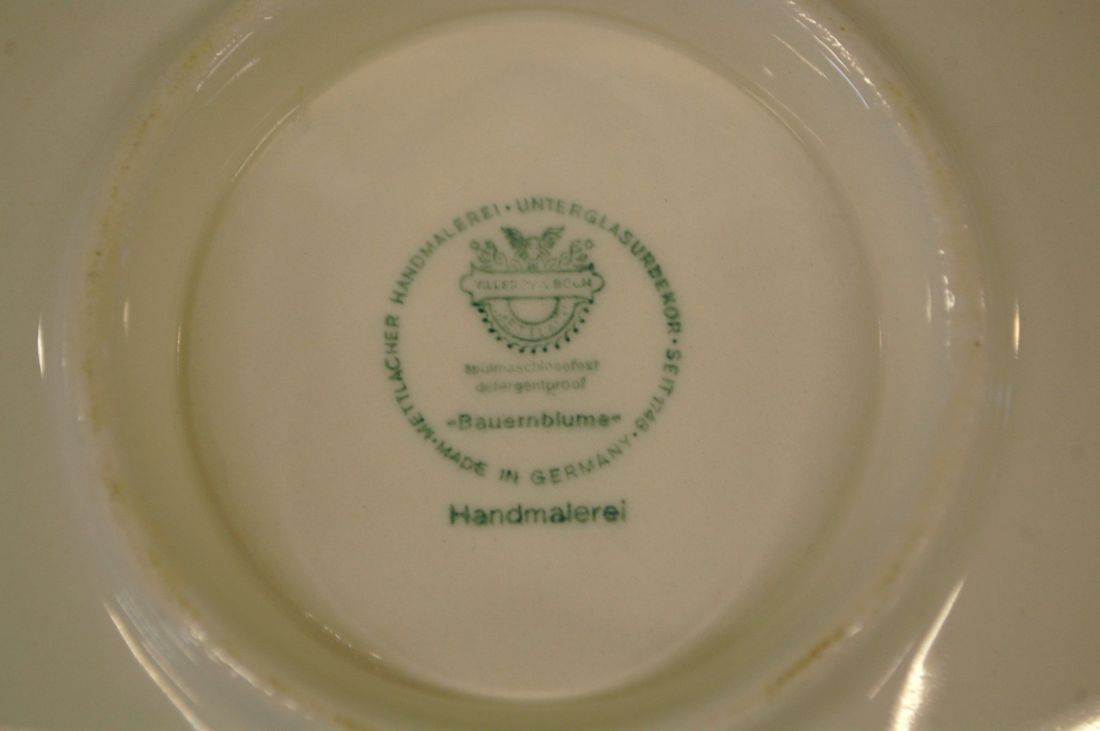 METTLACHER HANDMALEREI · UNTERGLASURDEKOR · SEIT 1748 ·
MADE IN GERMANY ·
VILLEROY & BOCH
METTLACH
Spülmaschinenfest
detergentproof
-Bauernblume-
Handmalerei